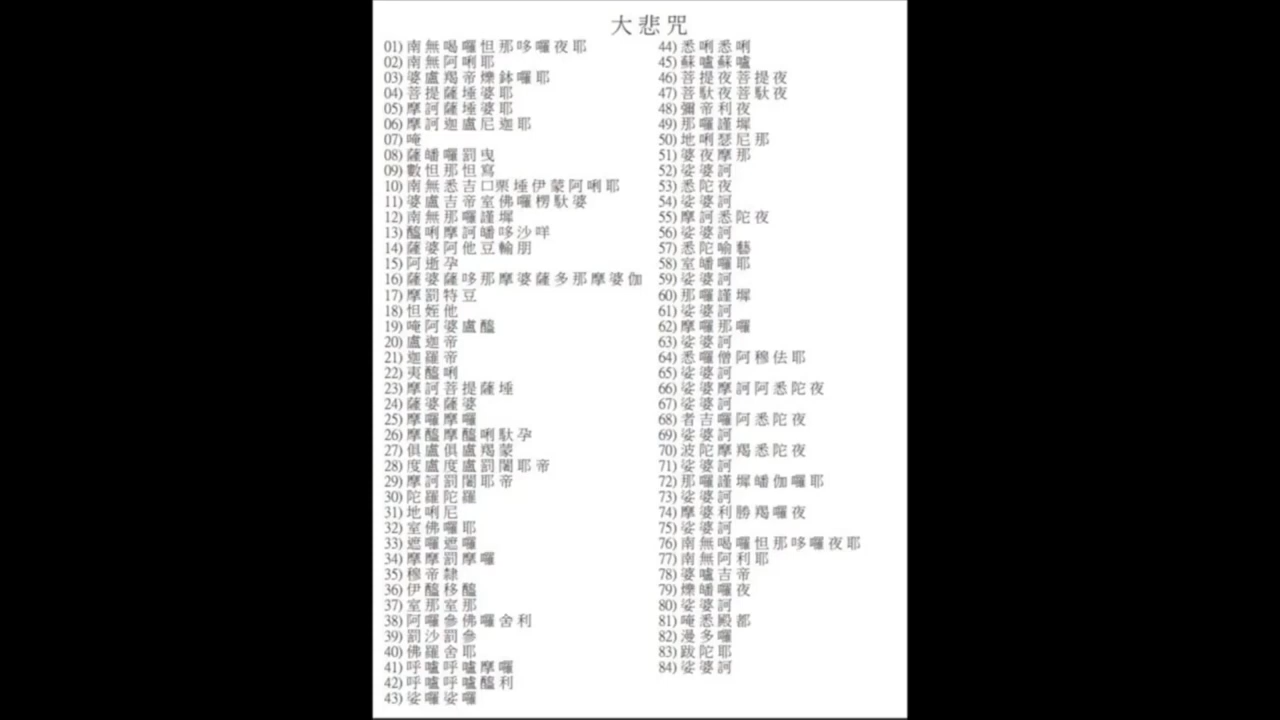 大悲咒
01) 南無喝囉怛那哆囉夜耶
02) 南無阿唎耶
03) 婆盧羯帝爍鉢囉耶
04) 菩提薩埵婆耶
05) 摩訶薩埵婆耶
06) 摩訶迦盧尼迦耶
07) 唵
08) 薩皤囉罰曳
09) 數怛那怛寫
10) 南無悉吉口栗埵伊蒙阿唎耶
11) 婆盧吉帝室佛囉楞馱婆
12) 南無那囉謹墀
13) 醯唎摩訶皤哆沙咩
14) 薩婆阿他豆輸朋
15) 阿逝孕
16) 薩婆薩哆那摩婆薩多那摩婆伽
17) 摩罰特豆
18) 怛姪他
19) 唵阿婆盧醯
20) 盧迦帝
21) 迦羅帝
22) 夷醯唎
23) 摩訶菩提薩埵
24) 薩婆薩婆
25) 摩囉摩囉
26) 摩醯摩醯唎馱孕
27) 俱盧俱盧羯蒙
28) 度盧度盧罰闍耶帝
29) 摩訶罰闍耶帝
30) 陀羅陀羅
31) 地唎尼
32) 室佛囉耶
33) 遮囉遮囉
34) 摩摩罰摩囉
35) 穆帝隸
36) 伊醯移醯
37) 室那室那
38) 阿囉參佛囉舍利
39) 罰沙罰參
40) 佛羅舍耶
41) 呼嚧呼嚧摩囉
42) 呼嚧呼嚧醯利
43) 娑囉娑囉
44) 悉唎悉唎
45) 蘇嚧蘇嚧
46) 菩提夜菩提夜
47) 菩馱夜菩馱夜
48) 彌帝利夜
49) 那囉謹墀
50) 地唎瑟尼那
51) 婆夜摩那
52) 娑婆訶
53) 悉陀夜
54) 娑婆訶
55) 摩訶悉陀夜
56) 娑婆訶
57) 悉陀喻藝
58) 室皤囉耶
59) 娑婆訶
60) 那囉謹墀
61) 娑婆訶
62) 摩囉那囉
63) 娑婆訶
64) 悉囉僧阿穆佉耶
65) 娑婆訶
66) 娑婆摩訶阿悉陀夜
67) 娑婆訶
68) 者吉囉阿悉陀夜
69) 娑婆訶
70) 波陀摩羯悉陀夜
71) 娑婆訶
72) 那囉謹墀皤伽囉耶
73) 娑婆訶
74) 摩婆利勝羯囉夜
75) 娑婆訶
76) 南無喝囉怛那哆囉夜耶
77) 南無阿利耶
78) 婆嚧吉帝
79) 爍皤囉夜
80) 娑婆訶
81) 唵悉殿都
82) 漫多囉
83) 跋陀耶
84) 娑婆訶